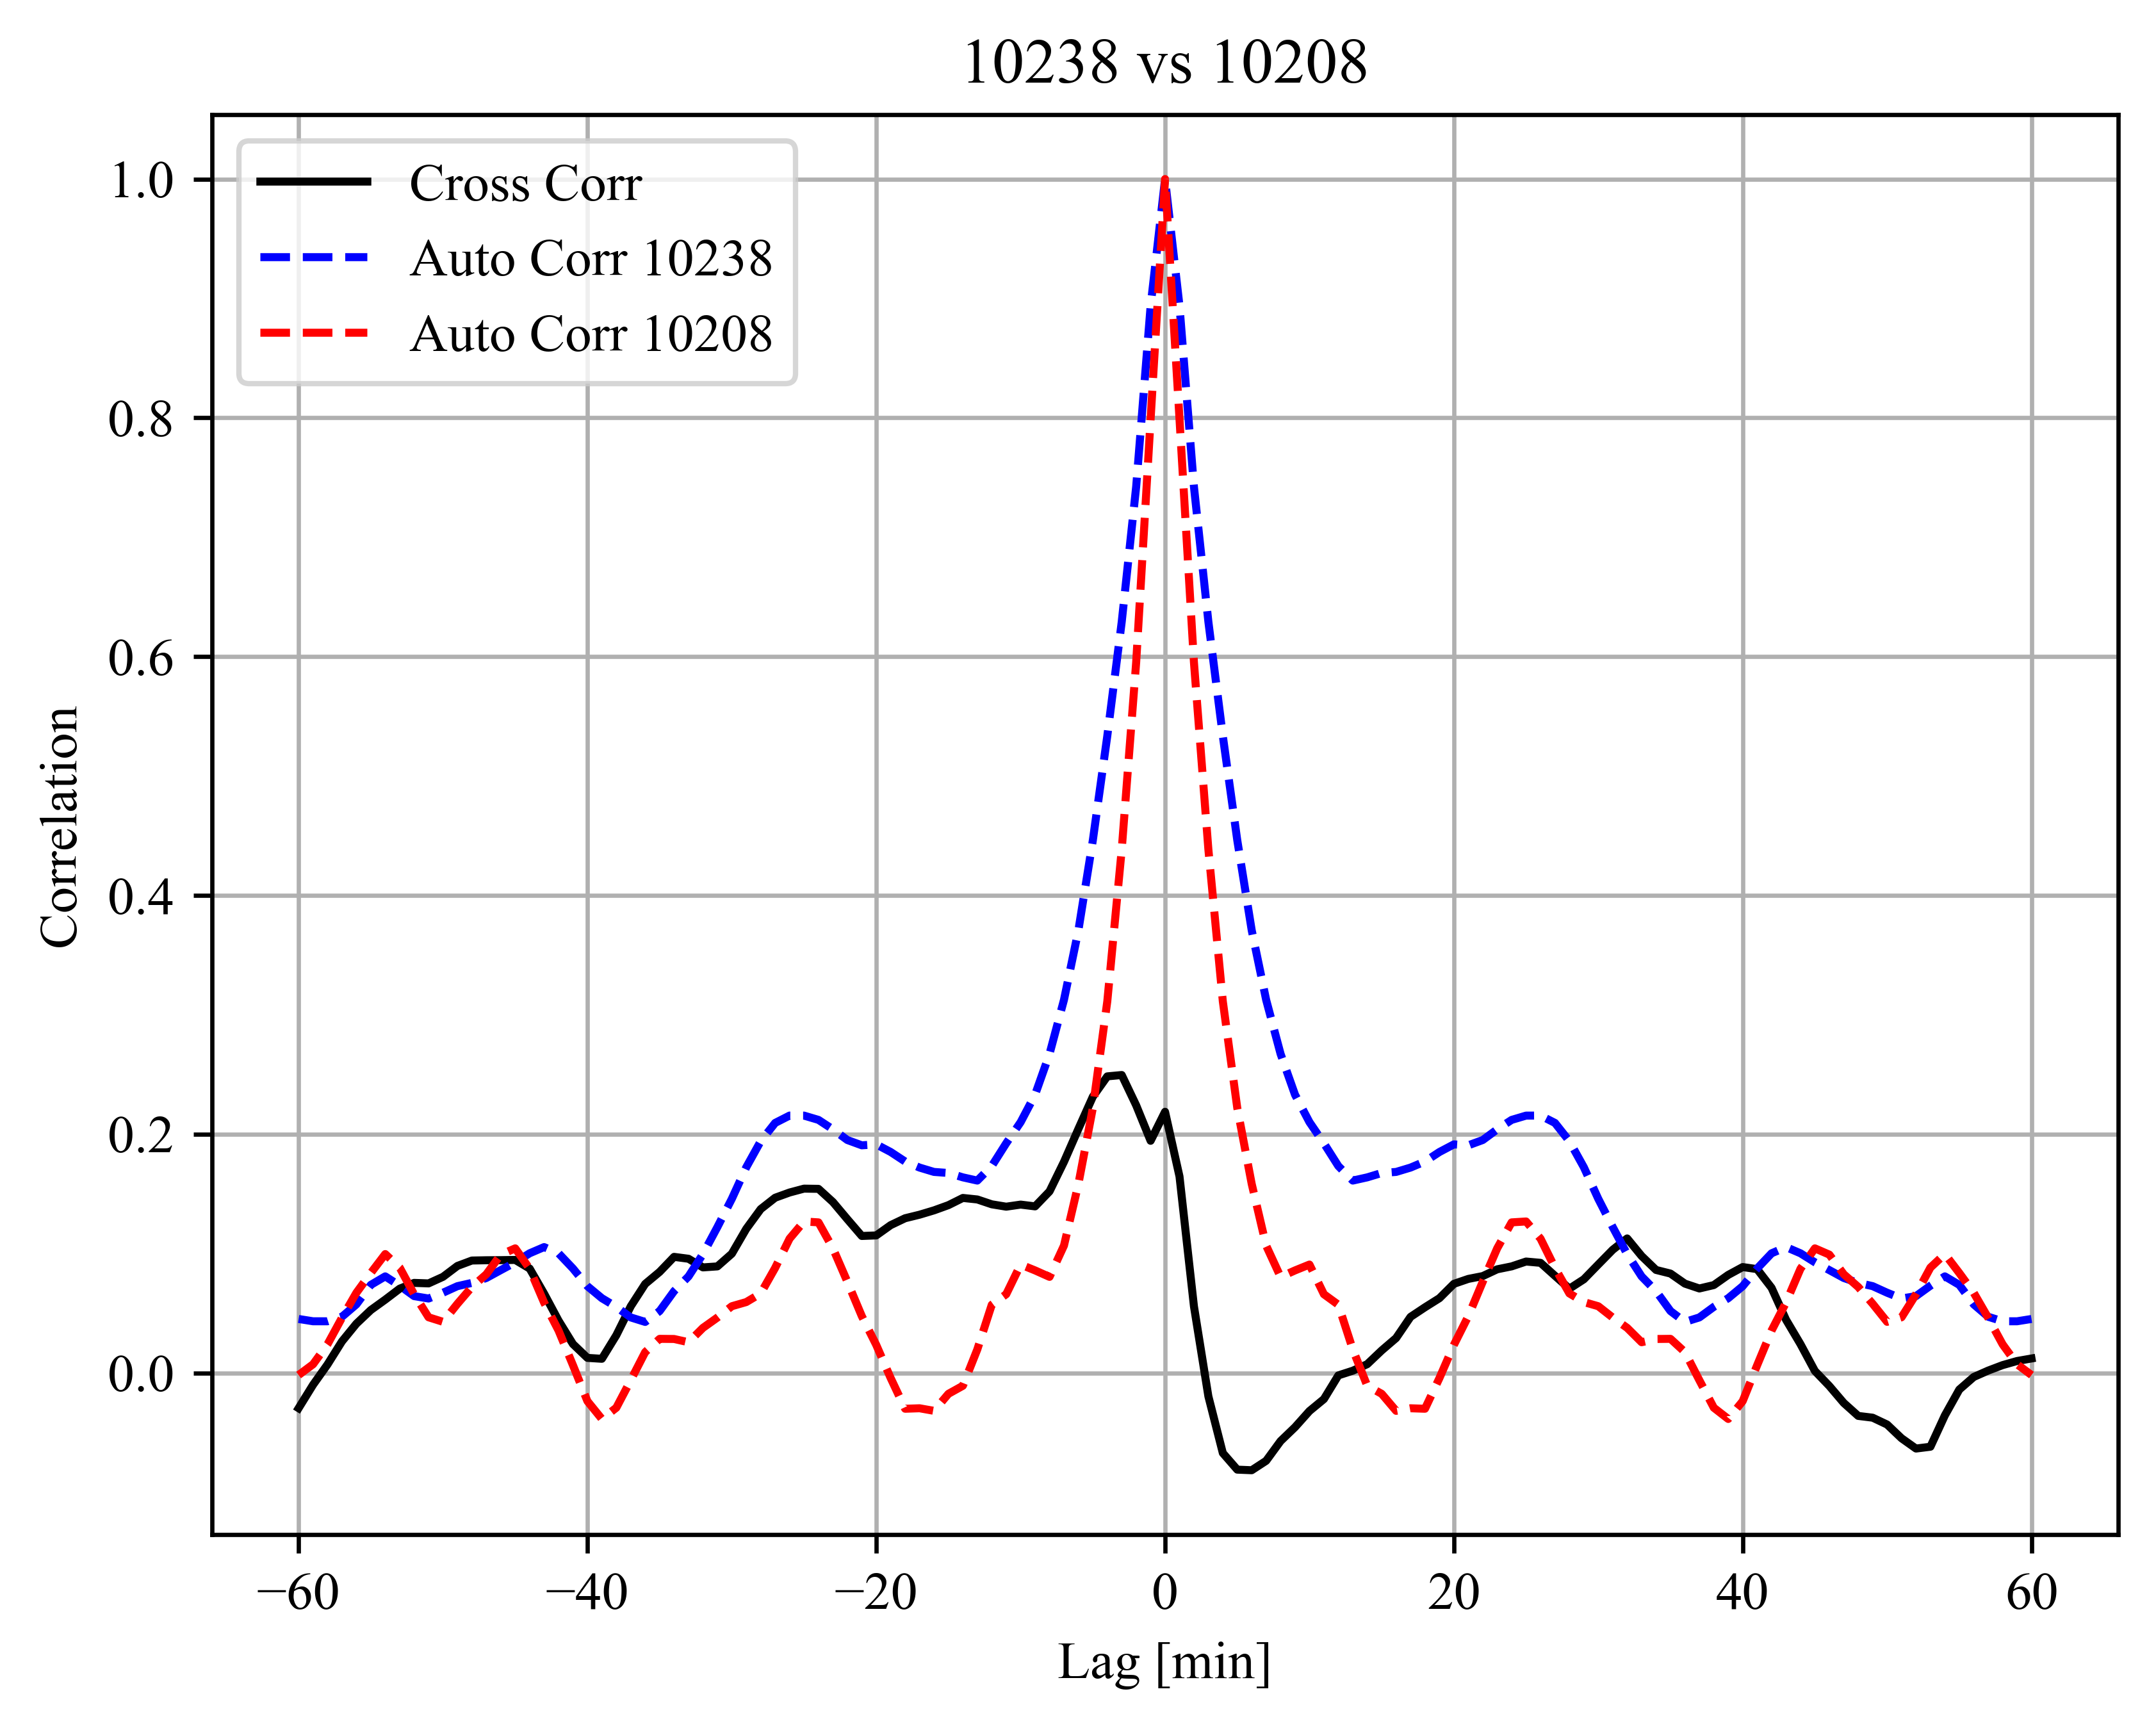 10238 vs 10208
Cross Corr
Auto Corr 10238
Auto Corr 10208
1.0
0.8
0.6
0.4
0.2
0.0
Correlation
−60 −40 −20 0 20 40 60
Lag [min]